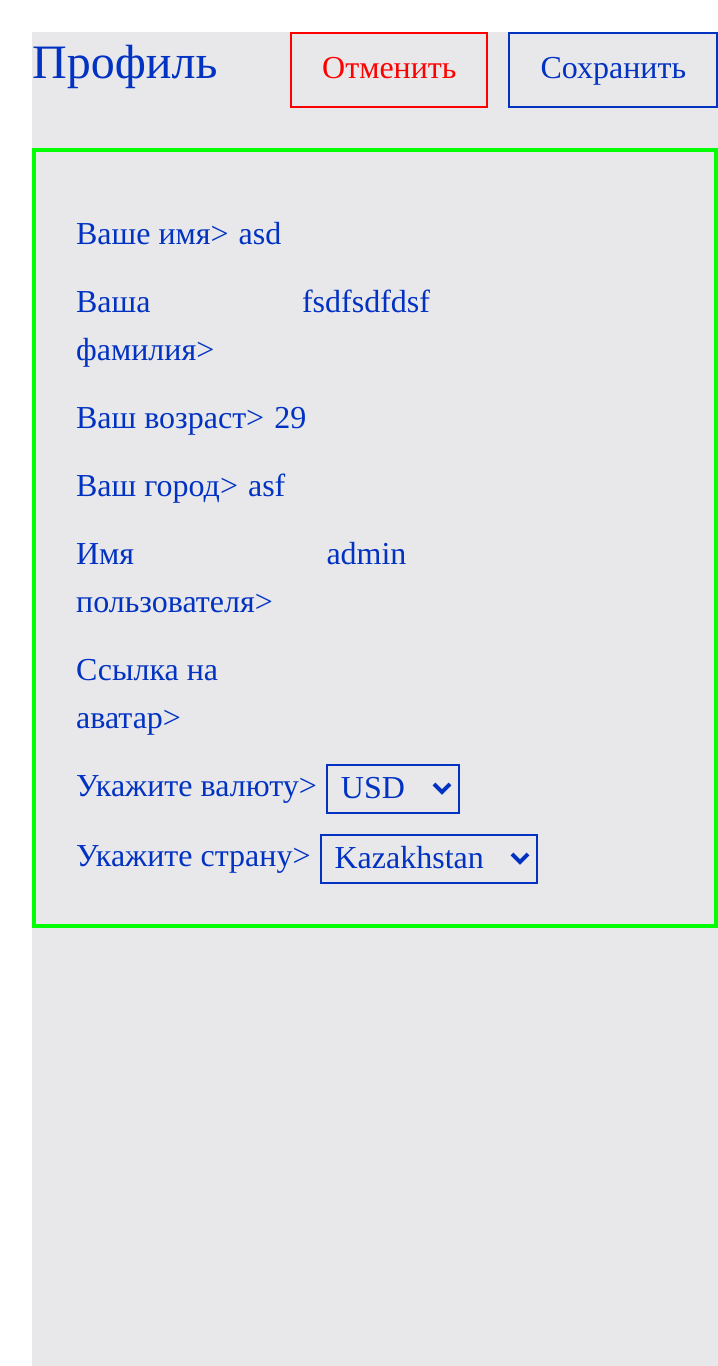 Профиль Отменить Сохранить
Ваше имя> asd
Ваша fsdfsdfdsf
фамилия>
Ваш возраст> 29
Ваш город> asf
Имя admin
пользователя>
Ссылка на
аватар>
Укажите валюту> USD
Укажите страну> Kazakhstan